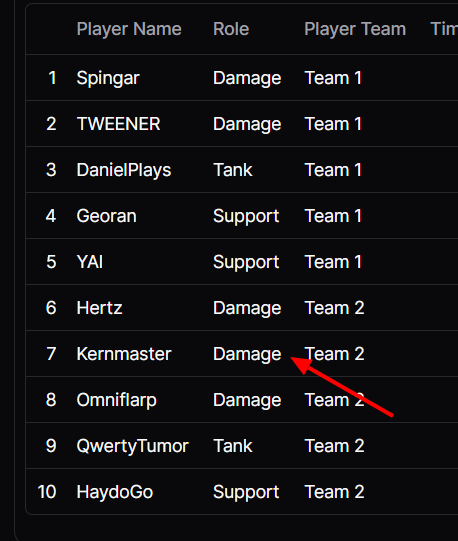 Player Name Role Player Team Tim
1 Spingar Damage Team 1
2 TWEENER Damage Team 1
3 DanielPlays Tank Team 1
4 Georan Support Team 1
5 YAI Support Team 1
6 Hertz Damage Team 2
7 Kernmaster Damage Team 2
8 Omniflarp Damage Team 2
9 QwertyTumor Tank Team 2
10 HaydoGo Support Team 2